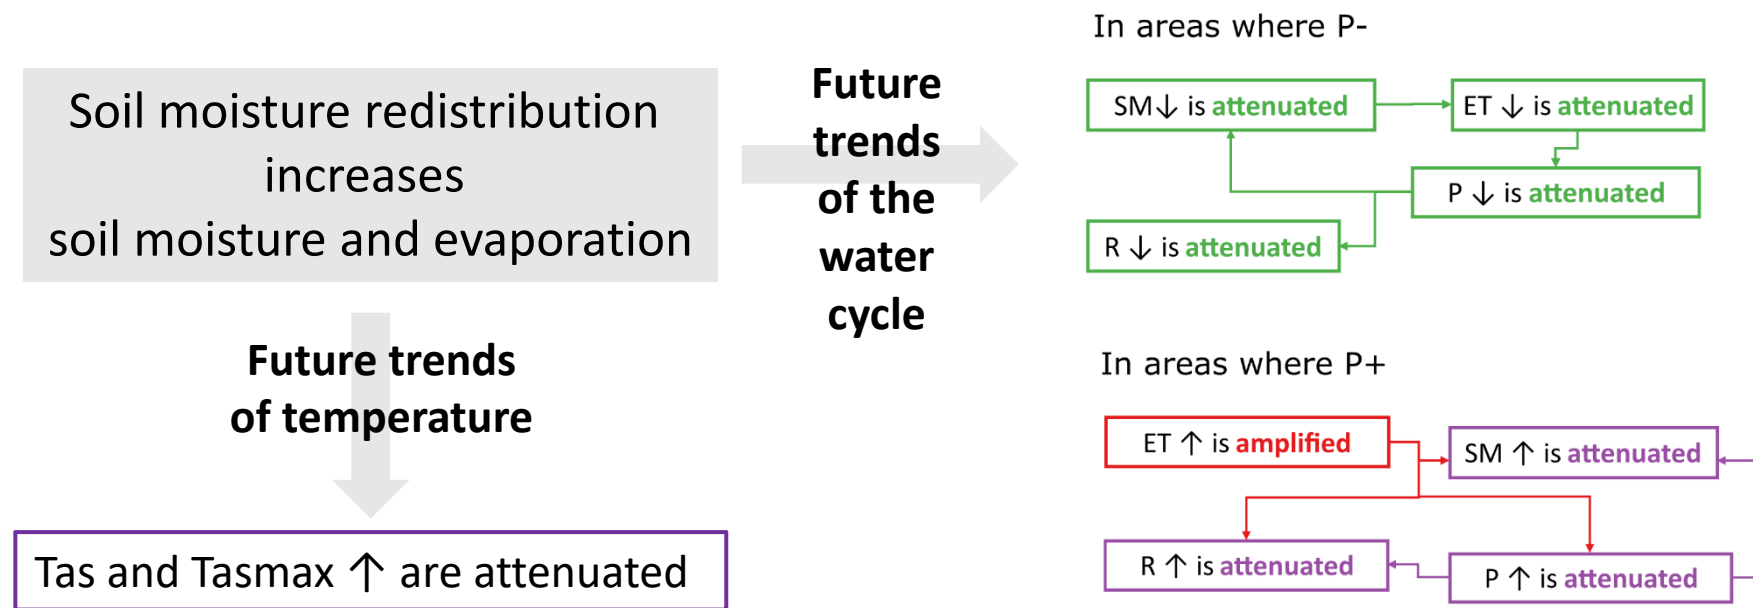 Soil moisture redistribution
increases
soil moisture and evaporation
Future
trends
of the
water
cycle
In areas where P-
SM↓ is attenuated
ET ↓ is attenuated
P ↓ is attenuated
R ↓ is attenuated
Future trends
of temperature
Tas and Tasmax ↑ are attenuated
In areas where P+
ET ↑ is amplified
SM ↑ is attenuated
R ↑ is attenuated
P ↑ is attenuated